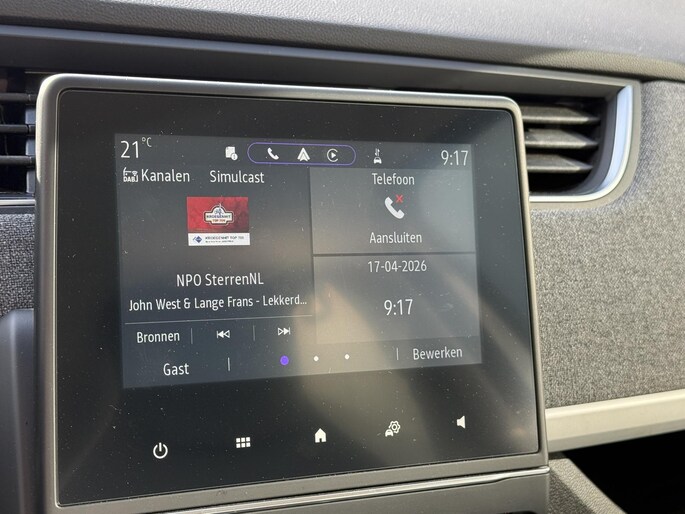 21°C
9:17
DAB)
Kanalen
Simulcast
Telefoon
Aansluiten
NPO SterrenNL
John West & Lange Frans - Lekkerd...
17-04-2026
9:17
Bronnen
Gast
Bewerken